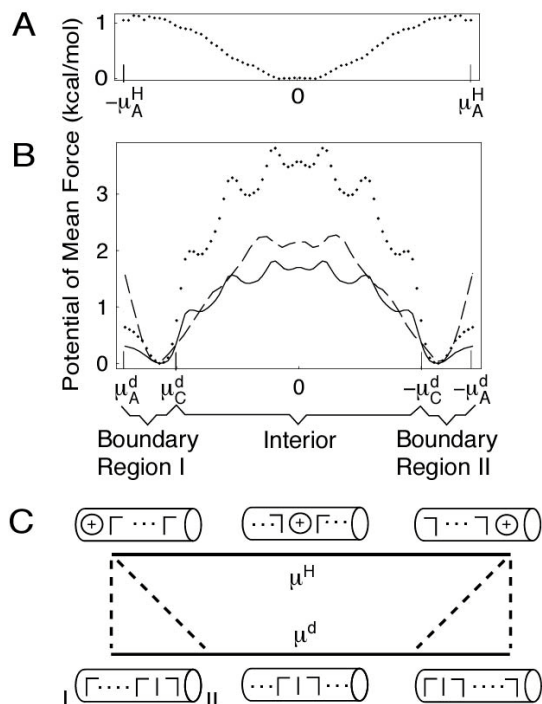 A
1
0
−μ_A^H
0
μ_A^H
Potential of Mean Force (kcal/mol)
B
3
2
1
0
μ_A^d
μ_C^d
0
−μ_C^d
−μ_A^d
Boundary
Region I
Interior
Boundary
Region II
C
+
+
+
μ^H
μ^d
I
II